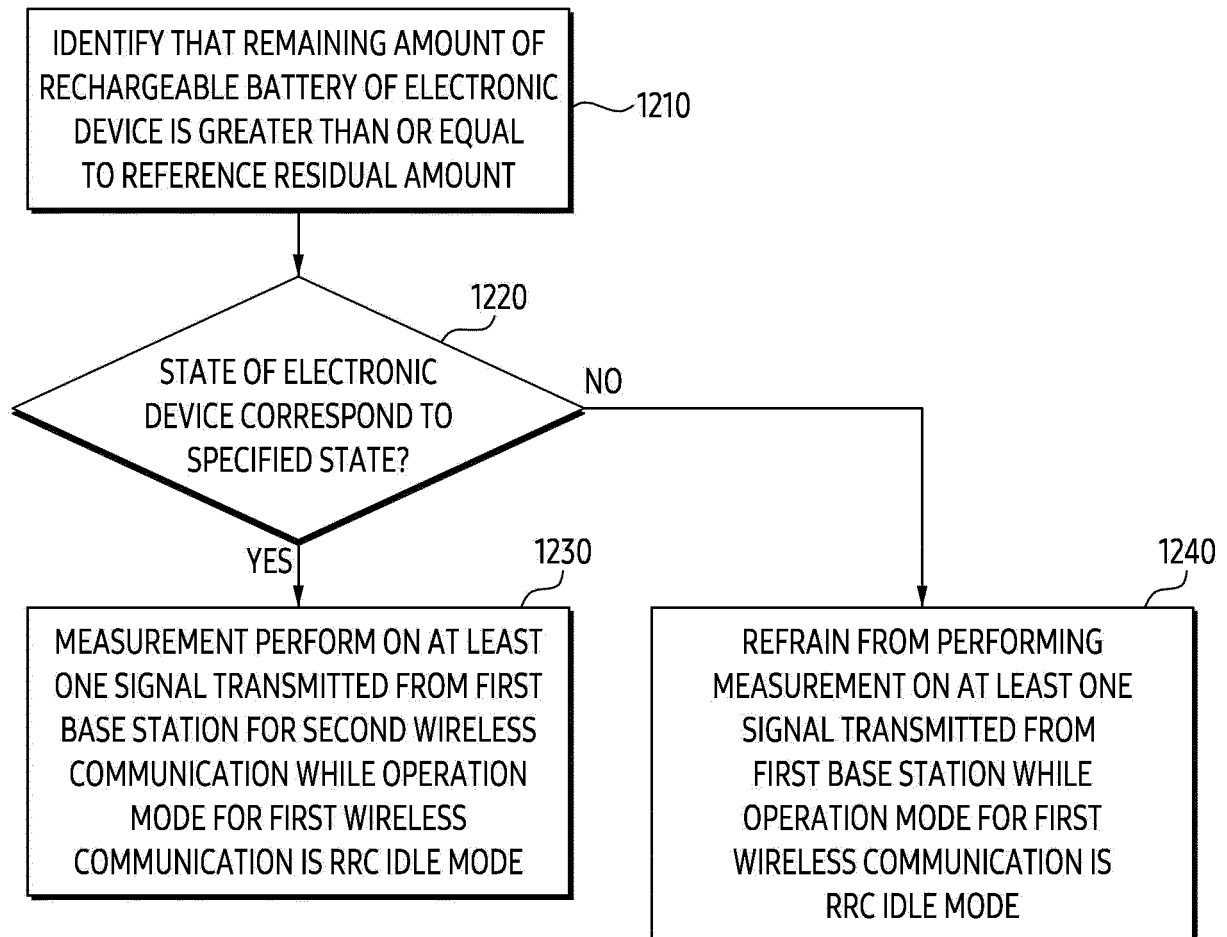 IDENTIFY THAT REMAINING AMOUNT OF
RECHARGEABLE BATTERY OF ELECTRONIC
DEVICE IS GREATER THAN OR EQUAL
TO REFERENCE RESIDUAL AMOUNT
1210
1220
STATE OF ELECTRONIC
DEVICE CORRESPOND TO
SPECIFIED STATE?
NO
YES
1230
MEASUREMENT PERFORM ON AT LEAST
ONE SIGNAL TRANSMITTED FROM FIRST
BASE STATION FOR SECOND WIRELESS
COMMUNICATION WHILE OPERATION
MODE FOR FIRST WIRELESS
COMMUNICATION IS RRC IDLE MODE
1240
REFRAIN FROM PERFORMING
MEASUREMENT ON AT LEAST ONE
SIGNAL TRANSMITTED FROM
FIRST BASE STATION WHILE
OPERATION MODE FOR FIRST
WIRELESS COMMUNICATION IS
RRC IDLE MODE